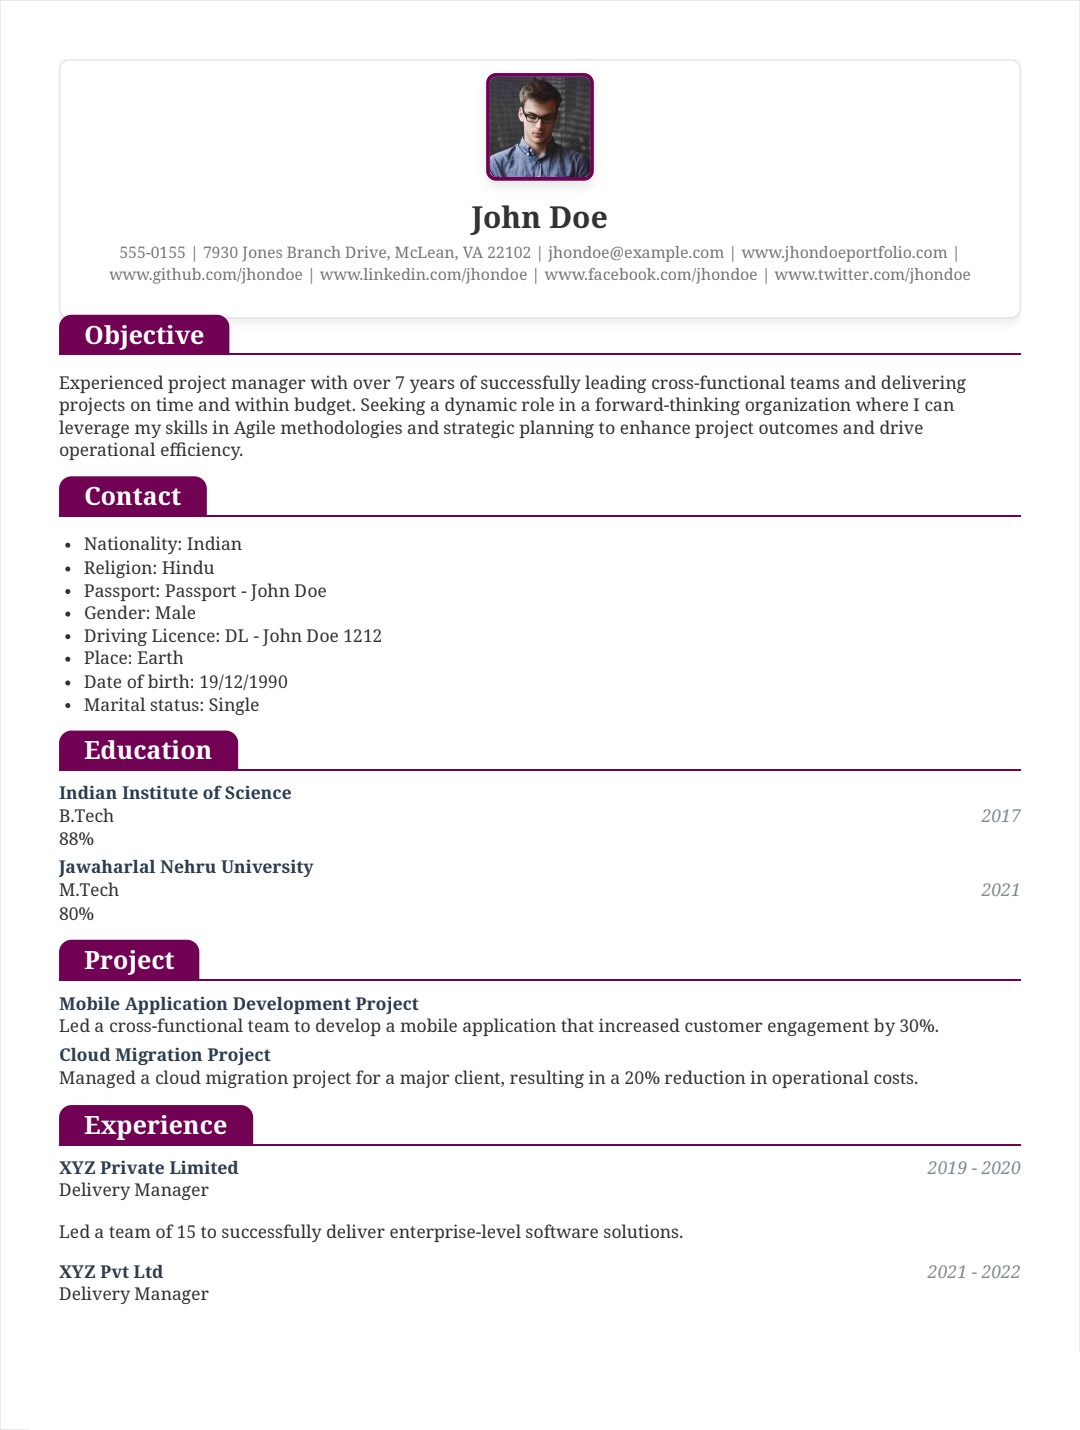 John Doe
555-0155 | 7930 Jones Branch Drive, McLean, VA 22102 | jhondoe@example.com | www.jhondoeportfolio.com |
www.github.com/jhondoe | www.linkedin.com/jhondoe | www.facebook.com/jhondoe | www.twitter.com/jhondoe
Objective
Experienced project manager with over 7 years of successfully leading cross-functional teams and delivering
projects on time and within budget. Seeking a dynamic role in a forward-thinking organization where I can
leverage my skills in Agile methodologies and strategic planning to enhance project outcomes and drive
operational efficiency.
Contact
• Nationality: Indian
• Religion: Hindu
• Passport: Passport - John Doe
• Gender: Male
• Driving Licence: DL - John Doe 1212
• Place: Earth
• Date of birth: 19/12/1990
• Marital status: Single
Education
Indian Institute of Science
B.Tech 2017
88%
Jawaharlal Nehru University
M.Tech 2021
80%
Project
Mobile Application Development Project
Led a cross-functional team to develop a mobile application that increased customer engagement by 30%.
Cloud Migration Project
Managed a cloud migration project for a major client, resulting in a 20% reduction in operational costs.
Experience
XYZ Private Limited 2019 - 2020
Delivery Manager
Led a team of 15 to successfully deliver enterprise-level software solutions.
XYZ Pvt Ltd 2021 - 2022
Delivery Manager